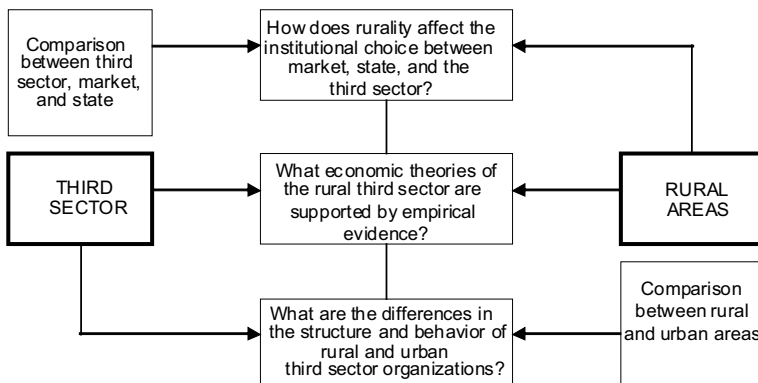 Comparison
between third
sector, market,
and state
How does rurality affect the
institutional choice between
market, state, and the
third sector?
THIRD
SECTOR
What economic theories of
the rural third sector are
supported by empirical
evidence?
RURAL
AREAS
What are the differences in
the structure and behavior of
rural and urban
third sector organizations?
Comparison
between rural
and urban areas